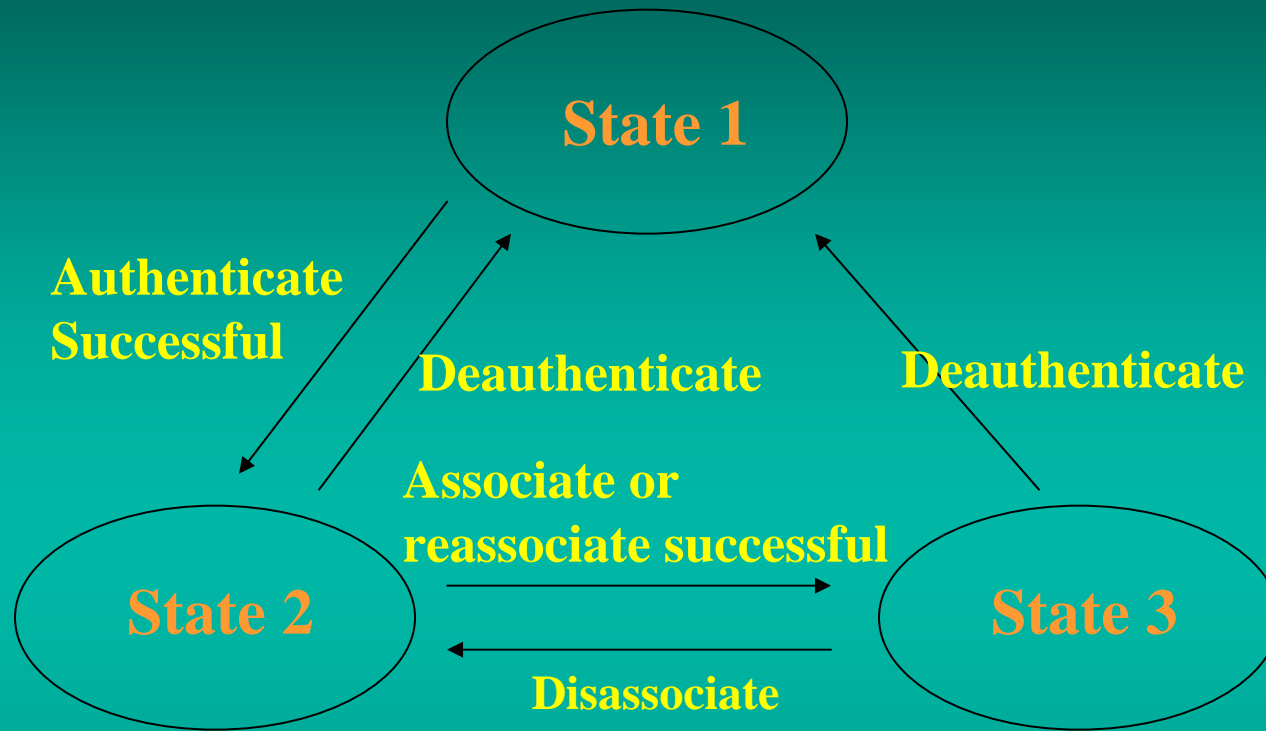 State 1
Authenticate
Successful
Deauthenticate
Deauthenticate
Associate or
reassociate successful
State 2
State 3
Disassociate